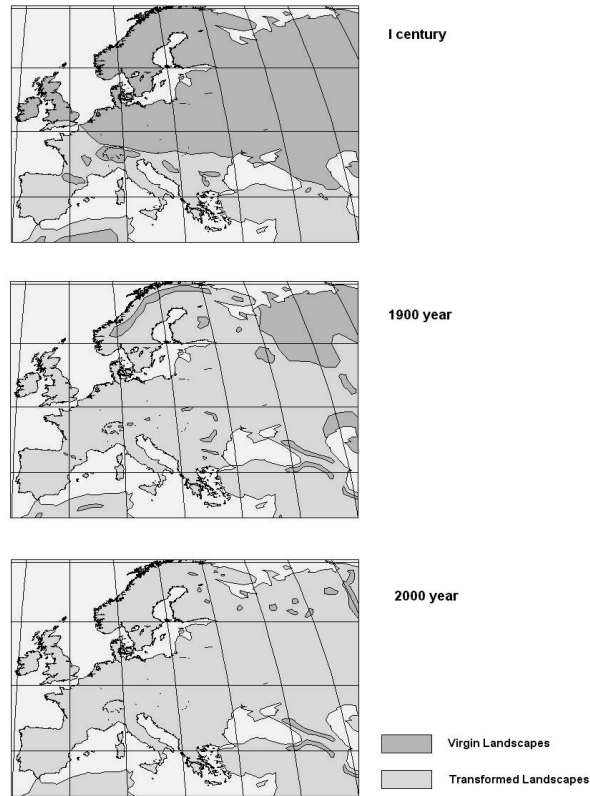 I century
1900 year
2000 year
Virgin Landscapes
Transformed Landscapes